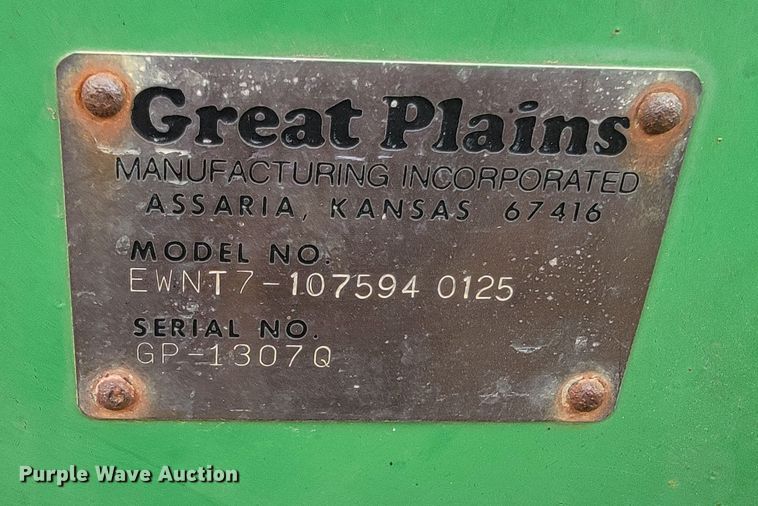 Great Plains
MANUFACTURING INCORPORATED
ASSARIA, KANSAS 67416
MODEL NO.
EWNT7-107594 0125
SERIAL NO.
GP-1307Q
Purple Wave Auction